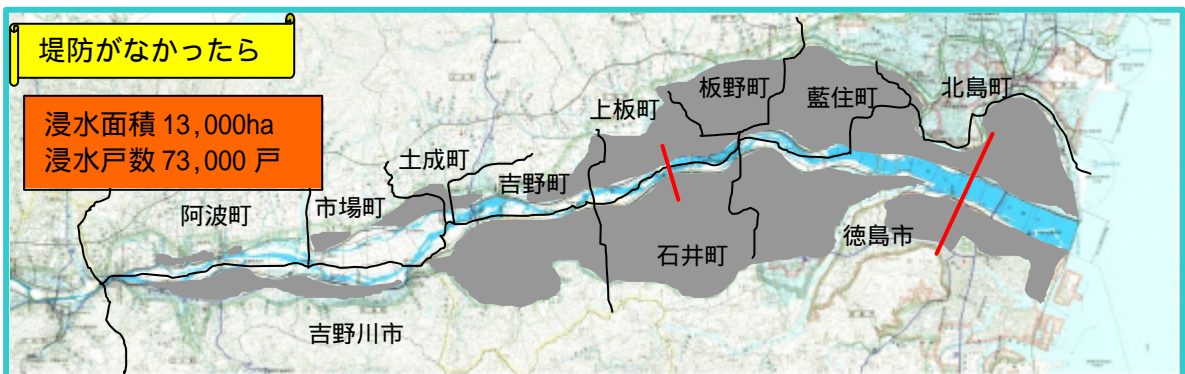 堤防がなかったら
浸水面積 13,000ha
浸水戸数 73,000 戸
北島町
板野町
藍住町
上板町
土成町
吉野町
市場町
阿波町
徳島市
石井町
吉野川市